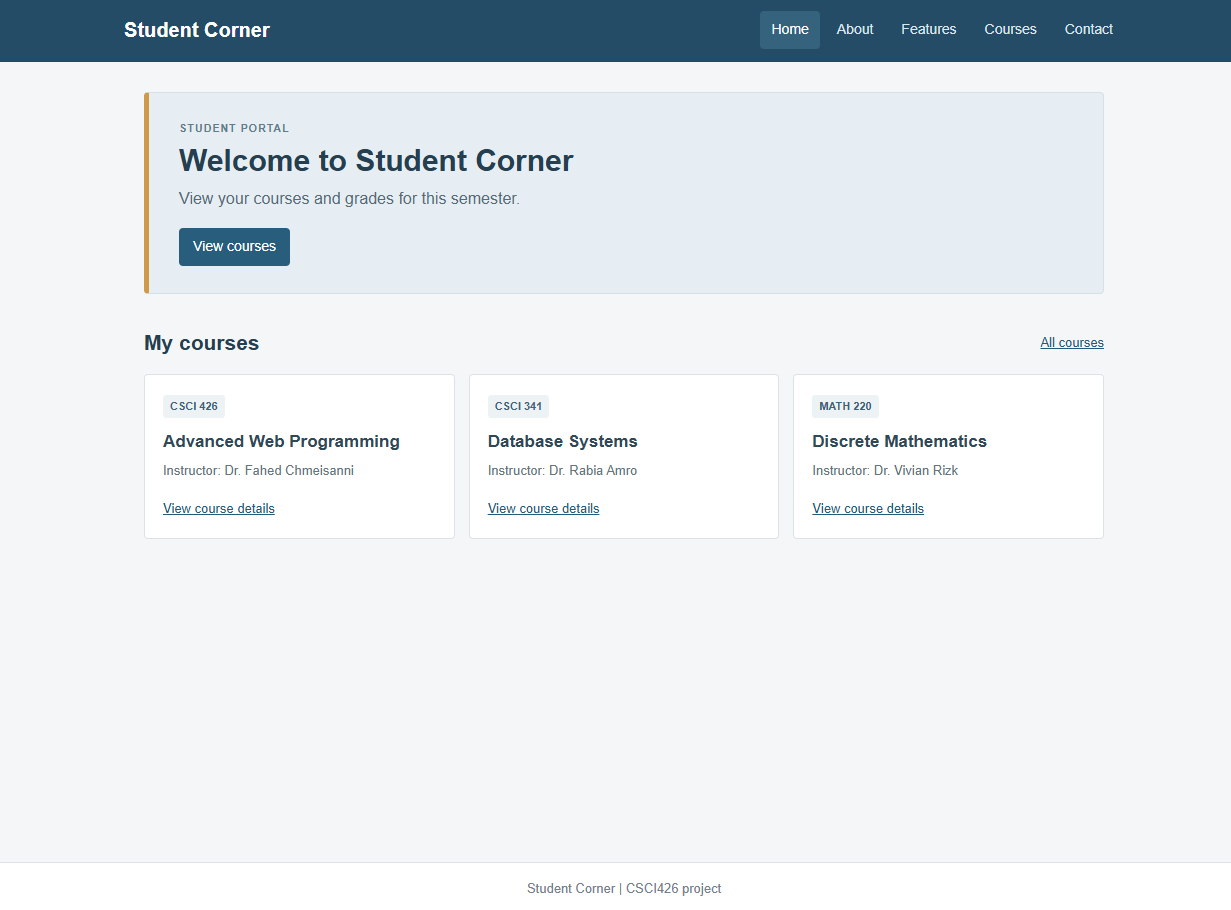 Student Corner
Home About Features Courses Contact
STUDENT PORTAL
Welcome to Student Corner
View your courses and grades for this semester.
View courses
My courses
All courses
CSCI 426
Advanced Web Programming
Instructor: Dr. Fahed Chmeisanni
View course details
CSCI 341
Database Systems
Instructor: Dr. Rabia Amro
View course details
MATH 220
Discrete Mathematics
Instructor: Dr. Vivian Rizk
View course details
Student Corner | CSCI426 project